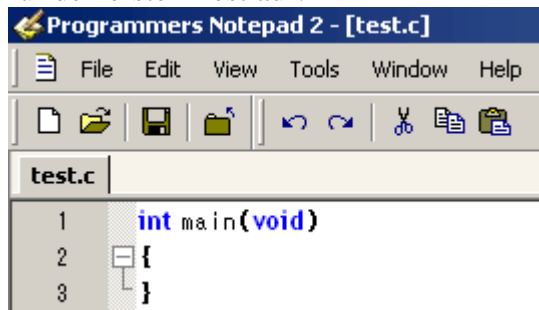 Programmers Notepad 2 - [test.c]
File Edit View Tools Window Help
test.c
1 int main(void)
2 {
3 }